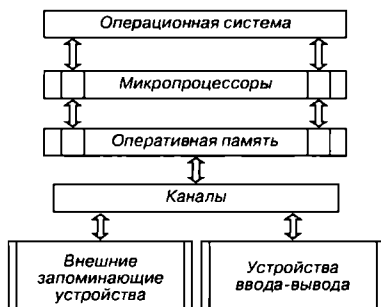 Операционная система
Микропроцессоры
Оперативная память
Каналы
Внешние
запоминающие
устройства
Устройства
ввода-вывода